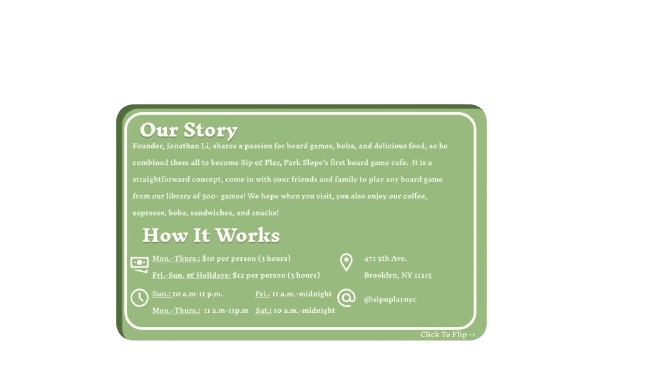 Our Story
Founder, Jonathan Li, shares a passion for board games, boba, and delicious food, so he
combined them all to become Sip & Play, Park Slope's first board game cafe. It is a
straightforward concept, come in with your friends and family to play any board game
from our library of 500+ games! We hope when you visit, you also enjoy our coffee,
espresso, boba, sandwiches, and snacks!
How It Works
Mon.-Thurs.: $10 per person (3 hours)
Fri.-Sun. & Holidays: $12 per person (3 hours)
471 5th Ave.
Brooklyn, NY 11215
Sun.: 10 a.m-11 p.m. Fri.: 11 a.m.-midnight
Mon.-Thurs.: 11 a.m-11p.m Sat.: 10 a.m.-midnight
@sipnplaynyc
Click To Flip →